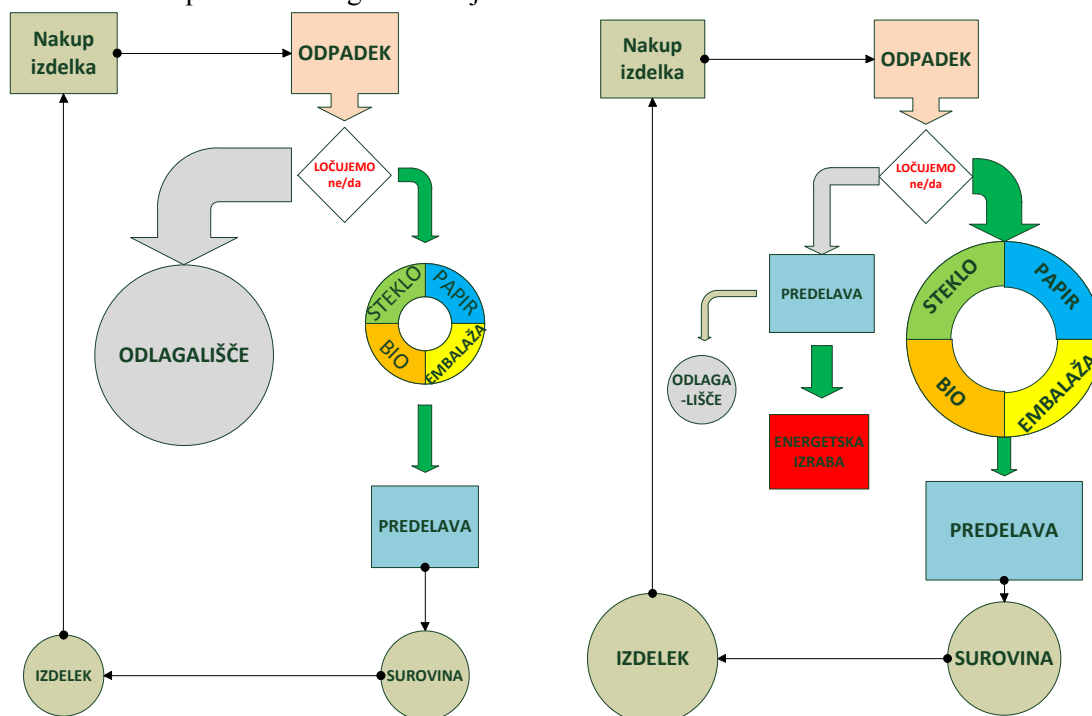 Nakup
izdelka
ODPADEK
LOČUJEMO
ne/da
ODLAGALIŠČE
STEKLO
PAPIR
BIO
EMBALAŽA
PREDELAVA
IZDELEK
SUROVINA
Nakup
izdelka
ODPADEK
LOČUJEMO
ne/da
PREDELAVA
STEKLO
PAPIR
BIO
EMBALAŽA
ODLAGA
-LIŠČE
ENERGETSKA
IZRABA
PREDELAVA
IZDELEK
SUROVINA